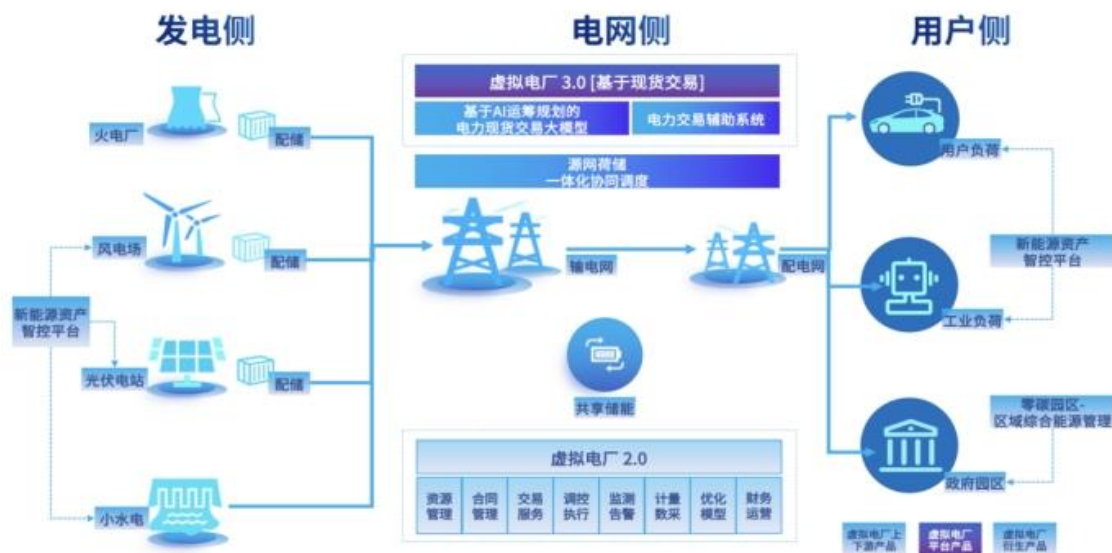 发电侧
电网侧
用户侧
虚拟电厂 3.0 [基于现货交易]
基于AI运筹规划的
电力现货交易大模型
电力交易辅助系统
源网荷储
一体化协同调度
火电厂
配储
风电场
配储
新能源资产
智控平台
光伏电站
配储
小水电
输电网
配电网
共享储能
虚拟电厂 2.0
资源
管理
合同
管理
交易
服务
调控
执行
监测
告警
计量
数采
优化
模型
财务
运营
用户负荷
新能源资产
智控平台
工业负荷
零碳园区-
区域综合能源管理
政府园区
虚拟电厂上
下游产品
虚拟电厂
平台产品
虚拟电厂
衍生产品